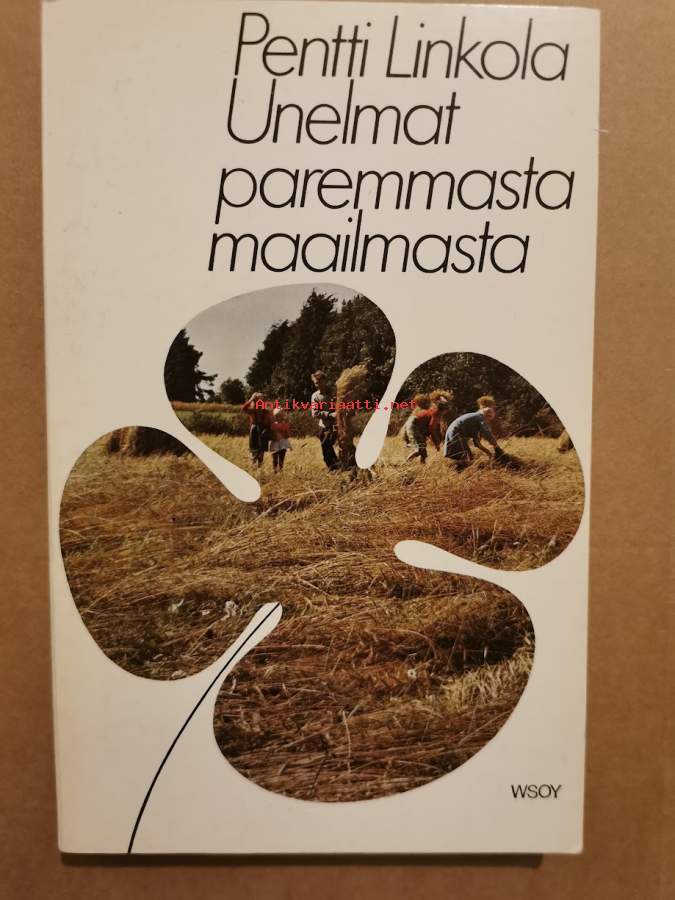 Pentti Linkola
Unelmat
paremmasta
maailmasta
Antikvariaatti.net
WSOY